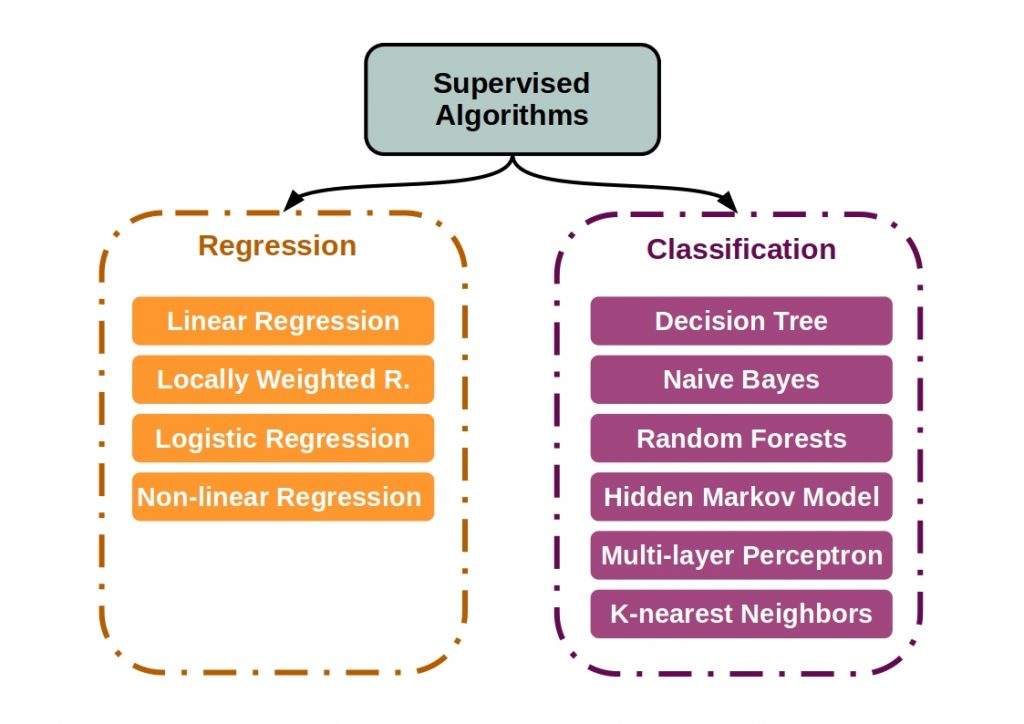 Supervised
Algorithms
Regression
Linear Regression
Locally Weighted R.
Logistic Regression
Non-linear Regression
Classification
Decision Tree
Naive Bayes
Random Forests
Hidden Markov Model
Multi-layer Perceptron
K-nearest Neighbors